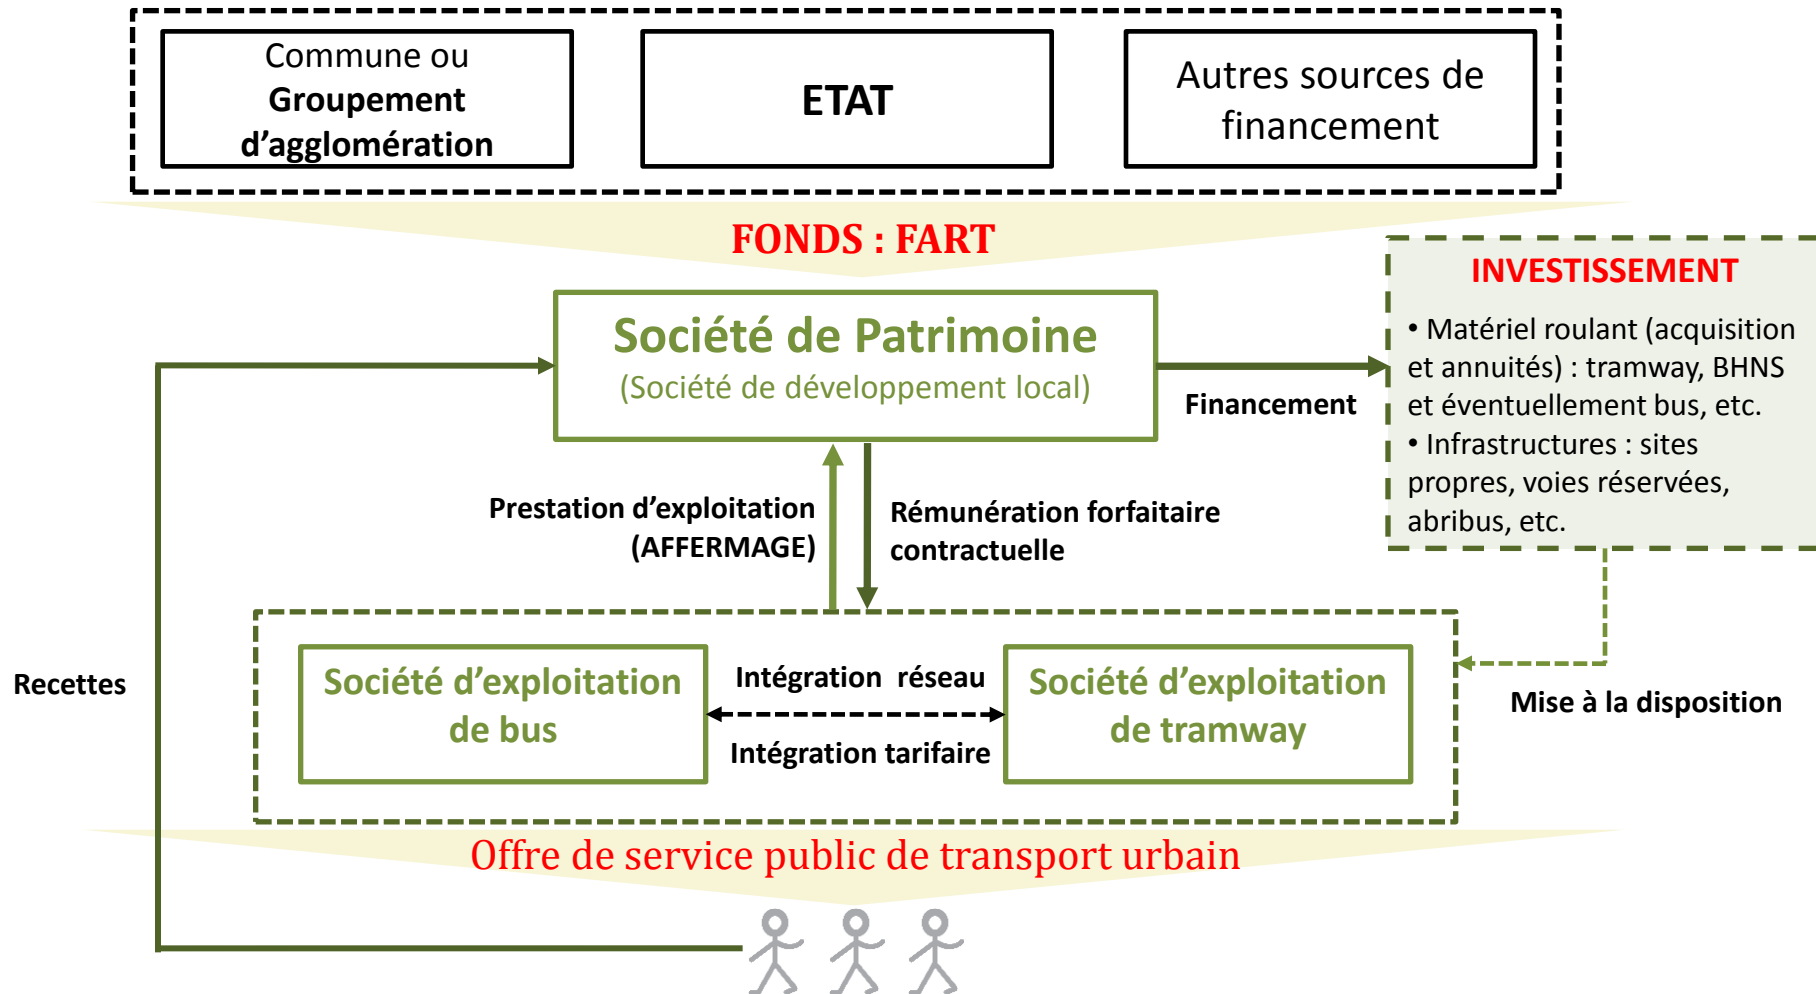 Commune ou
Groupement
d’agglomération
ETAT
Autres sources de
financement
FONDS : FART
Société de Patrimoine
(Société de développement local)
Financement
INVESTISSEMENT
• Matériel roulant (acquisition
et annuités) : tramway, BHNS
et éventuellement bus, etc.
• Infrastructures : sites
propres, voies réservées,
abribus, etc.
Prestation d’exploitation
(AFFERMAGE)
Rémunération forfaitaire
contractuelle
Recettes
Société d’exploitation
de bus
Intégration réseau
Intégration tarifaire
Société d’exploitation
de tramway
Mise à la disposition
Offre de service public de transport urbain